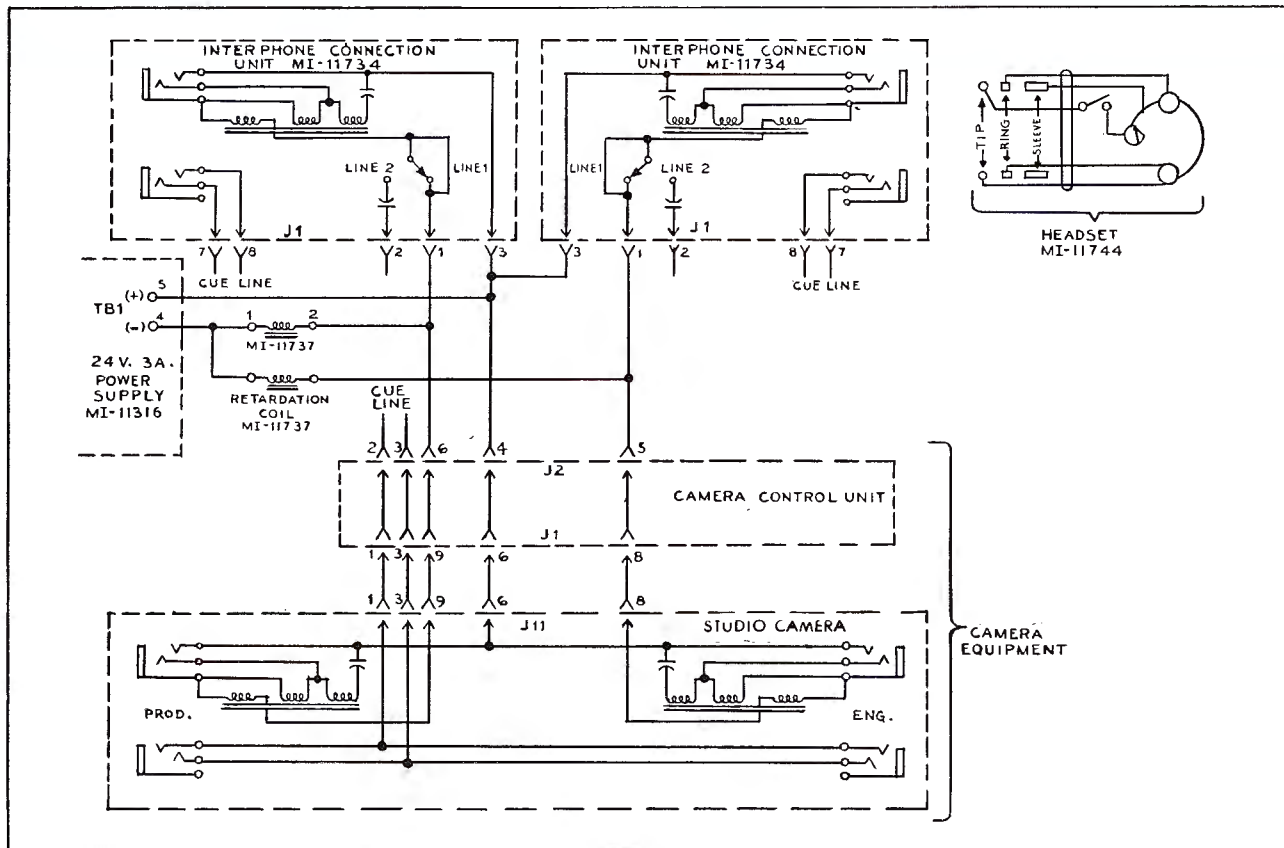 INTERPHONE CONNECTION
UNIT MI-11734
LINE 2
LINE1
J1
7
8
2
1
3
CUE LINE
INTERPHONE CONNECTION
UNIT MI-11734
LINE1
LINE 2
J1
3
1
2
8
7
CUE LINE
TIP
RING
SLEEVE
HEADSET
MI-11744
TB1
(+)
5
(-)
4
24V. 3A.
POWER
SUPPLY
MI-11316
1
2
MI-11737
RETARDATION
COIL
MI-11737
CUE
LINE
2
3
6
4
5
J2
CAMERA CONTROL UNIT
J1
1
3
9
6
8
1
3
9
6
8
J11
STUDIO CAMERA
PROD.
ENG.
CAMERA
EQUIPMENT